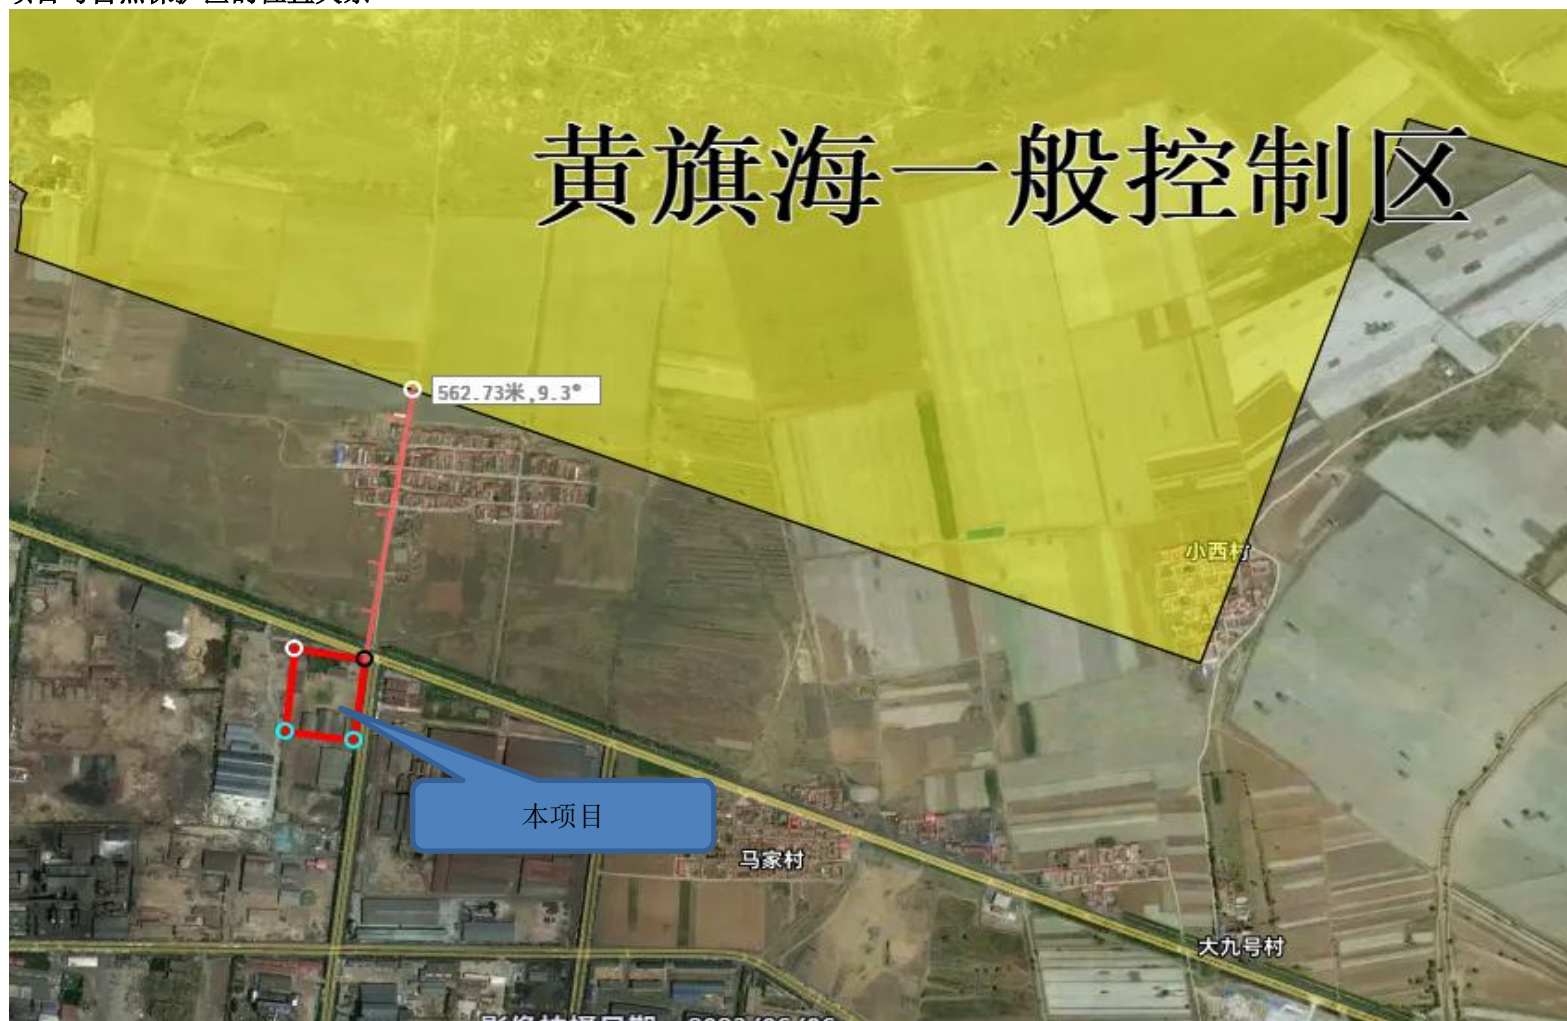 黄旗海一般控制区
562.73米,9.3°
小西村
本项目
马家村
大九号村